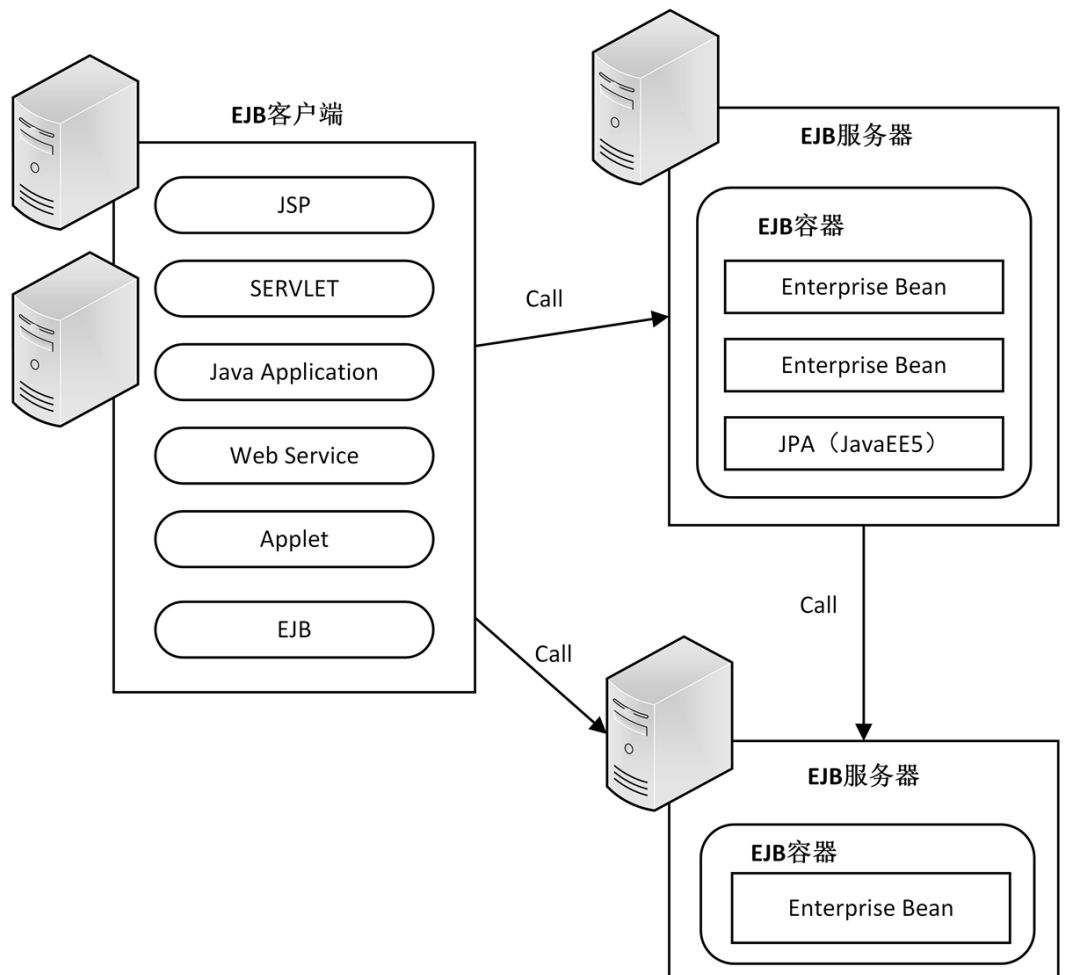 EJB客户端
JSP
SERVLET
Java Application
Web Service
Applet
EJB
Call
Call
EJB服务器
EJB容器
Enterprise Bean
Enterprise Bean
JPA（JavaEE5）
Call
EJB服务器
EJB容器
Enterprise Bean